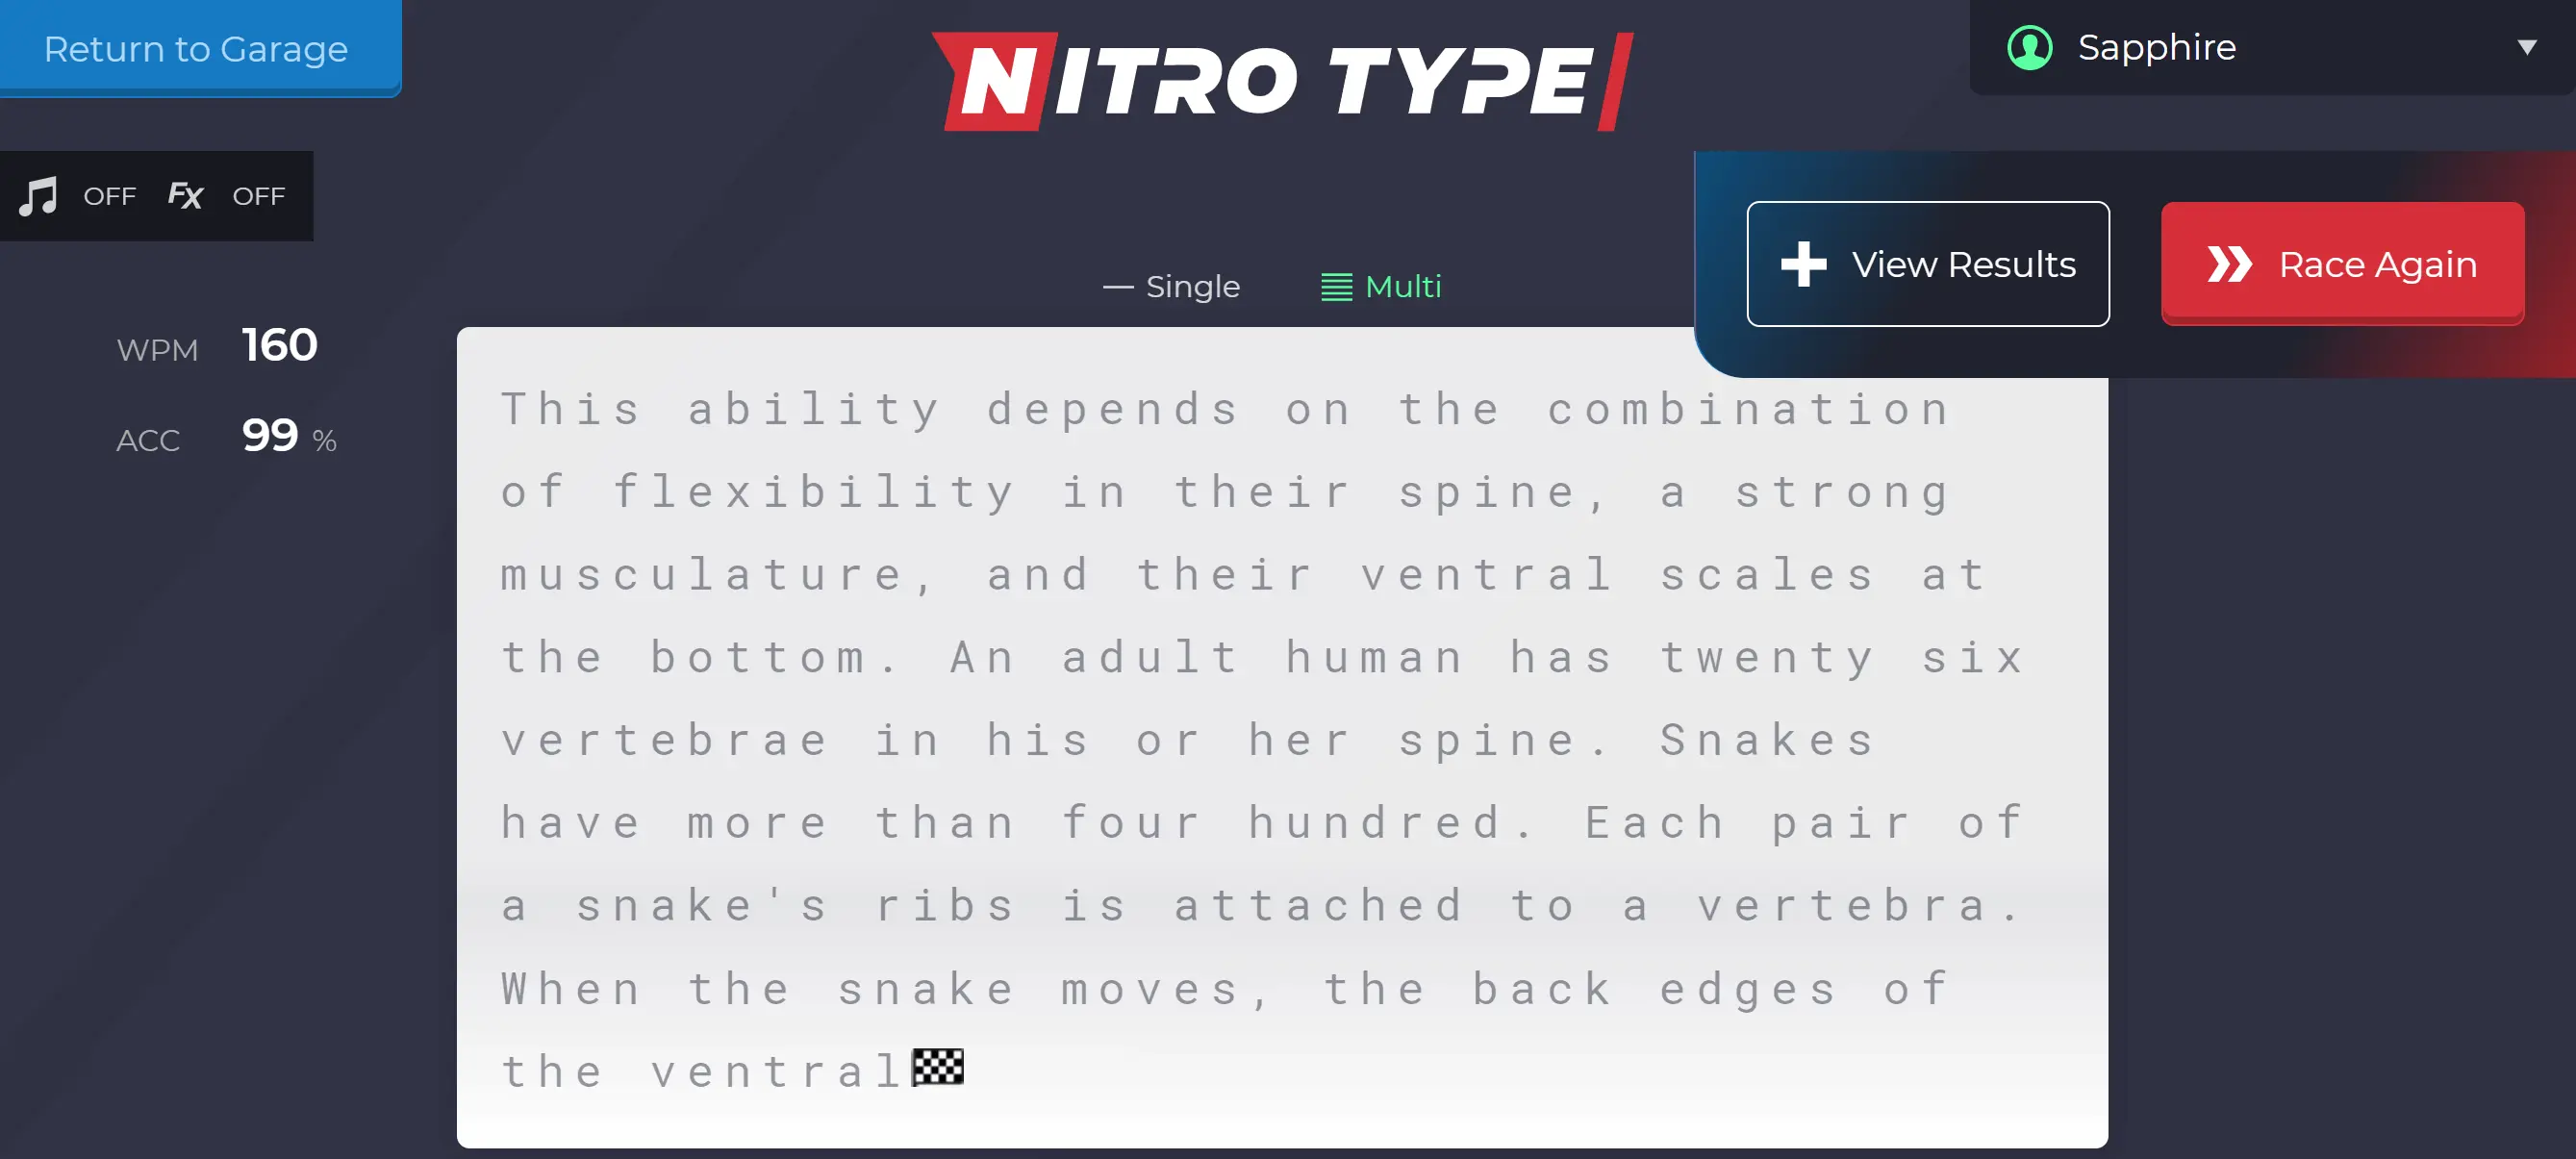 Return to Garage
NITRO TYPE
Sapphire
OFF Fx OFF
View Results
Race Again
Single Multi
WPM 160
ACC 99 %
This ability depends on the combination
of flexibility in their spine, a strong
musculature, and their ventral scales at
the bottom. An adult human has twenty six
vertebrae in his or her spine. Snakes
have more than four hundred. Each pair of
a snake's ribs is attached to a vertebra.
When the snake moves, the back edges of
the ventral